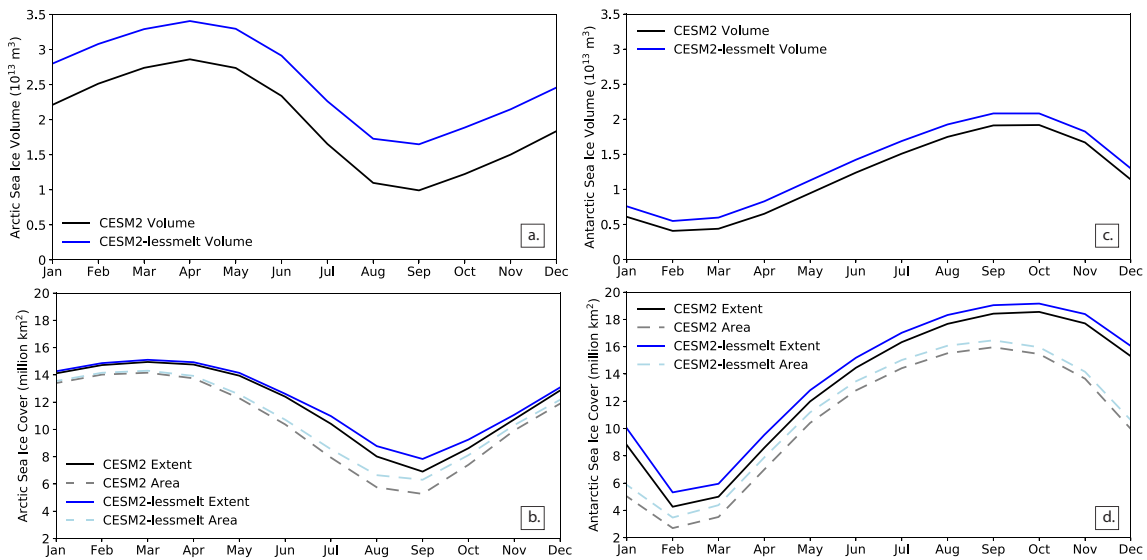 3.5
3
2.5
2
1.5
1
0.5
0
Arctic Sea Ice Volume (10¹³ m³)
CESM2 Volume
CESM2-lessmelt Volume
a.
Jan Feb Mar Apr May Jun Jul Aug Sep Oct Nov Dec
3.5
3
2.5
2
1.5
1
0.5
0
Antarctic Sea Ice Volume (10¹³ m³)
CESM2 Volume
CESM2-lessmelt Volume
c.
Jan Feb Mar Apr May Jun Jul Aug Sep Oct Nov Dec
20
18
16
14
12
10
8
6
4
2
Arctic Sea Ice Cover (million km²)
CESM2 Extent
CESM2 Area
CESM2-lessmelt Extent
CESM2-lessmelt Area
b.
Jan Feb Mar Apr May Jun Jul Aug Sep Oct Nov Dec
20
18
16
14
12
10
8
6
4
2
Antarctic Sea Ice Cover (million km²)
CESM2 Extent
CESM2 Area
CESM2-lessmelt Extent
CESM2-lessmelt Area
d.
Jan Feb Mar Apr May Jun Jul Aug Sep Oct Nov Dec